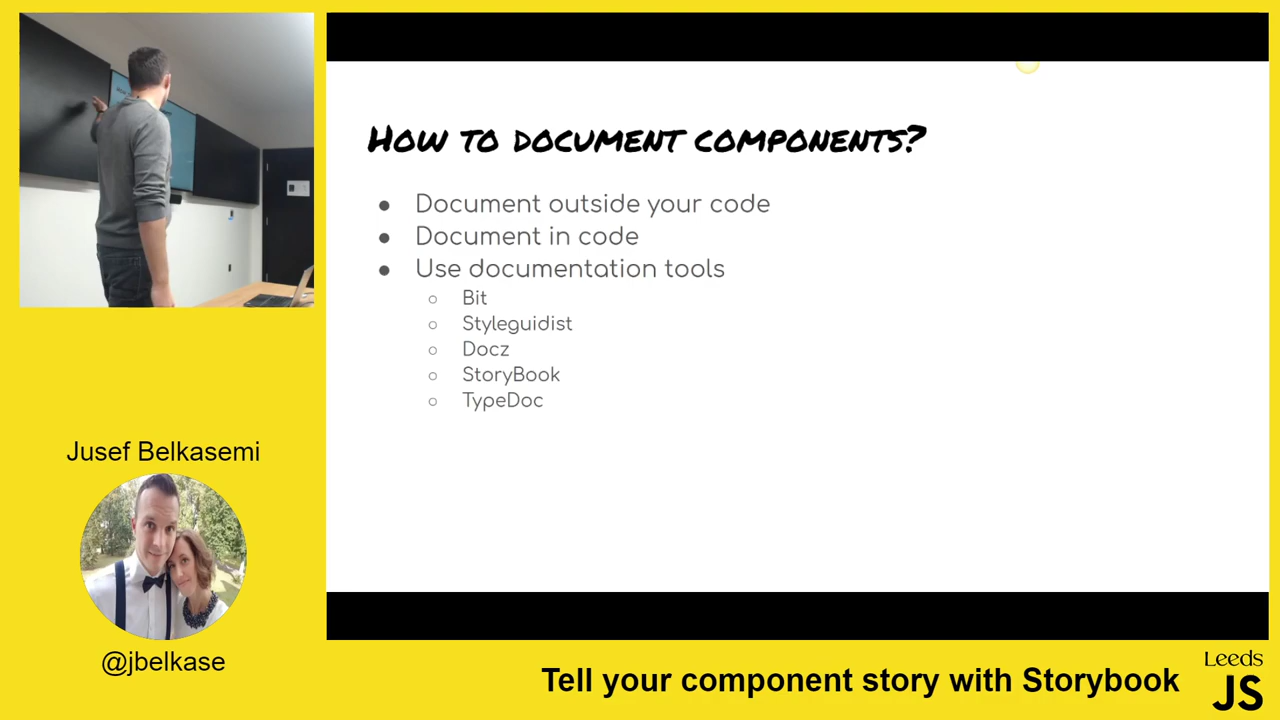 How to document components?
● Document outside your code
● Document in code
● Use documentation tools
○ Bit
○ Styleguidist
○ Docz
○ StoryBook
○ TypeDoc
Jusef Belkasemi
@jbelkase
Tell your component story with Storybook
Leeds
JS